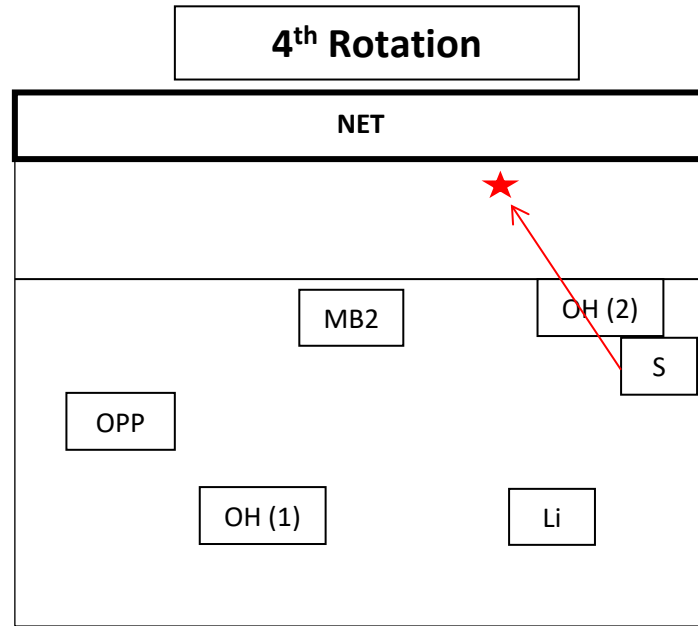 4th Rotation
NET
MB2
OH (2)
S
OPP
OH (1)
Li